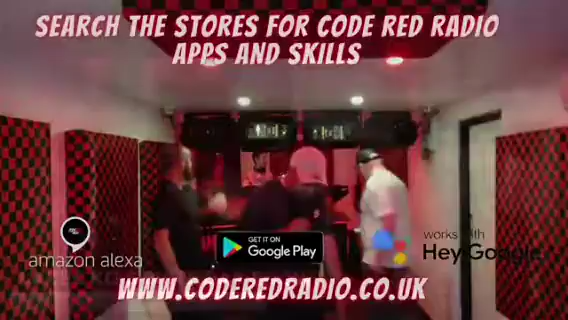 SEARCH THE STORES FOR CODE RED RADIO
APPS AND SKILLS
amazon alexa
GET IT ON
Google Play
works with
Hey Google
WWW.CODEREDRADIO.CO.UK